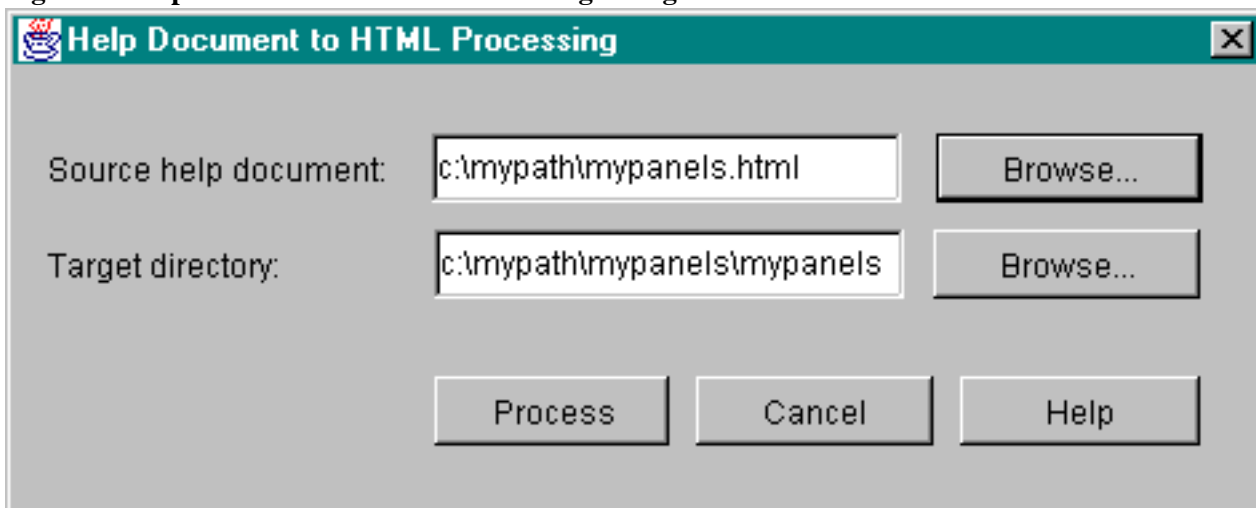 Help Document to HTML Processing
Source help document: c:\mypath\mypanels.html Browse...
Target directory: c:\mypath\mypanels\mypanels Browse...
Process Cancel Help